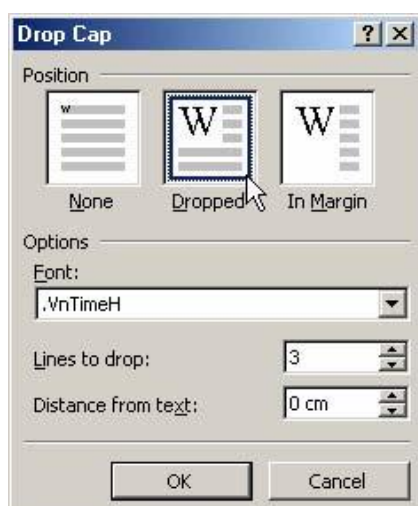 Drop Cap
Position
W W W
None Dropped In Margin
Options
Font:
.VnTimeH
Lines to drop: 3
Distance from text: 0 cm
OK Cancel